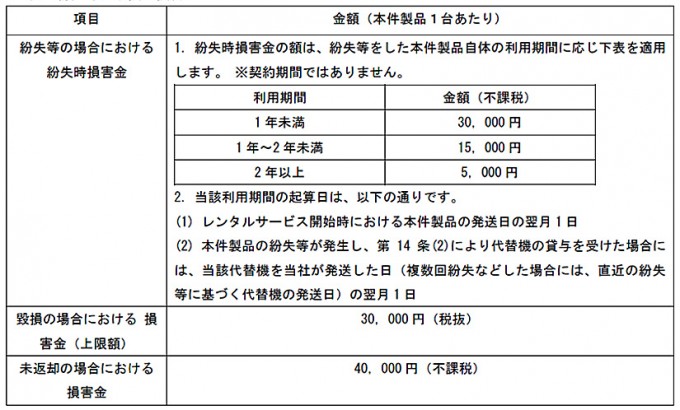 項目 金額（本件製品１台あたり）
紛失等の場合における
紛失時損害金
1. 紛失時損害金の額は、紛失等をした本件製品自体の利用期間に応じ下表を適用
します。 ※契約期間ではありません。
利用期間 金額（不課税）
１年未満 30, 000 円
１年～２年未満 15, 000 円
２年以上 5, 000 円
2. 当該利用期間の起算日は、以下の通りです。
(1) レンタルサービス開始時における本件製品の発送日の翌月１日
(2) 本件製品の紛失等が発生し、第 14 条(2)により代替機の貸与を受けた場合に
は、当該代替機を当社が発送した日（複数回紛失などした場合には、直近の紛失
等に基づく代替機の発送日）の翌月１日
毀損の場合における 損
害金（上限額）
30, 000 円（税抜）
未返却の場合における
損害金
40, 000 円（不課税）